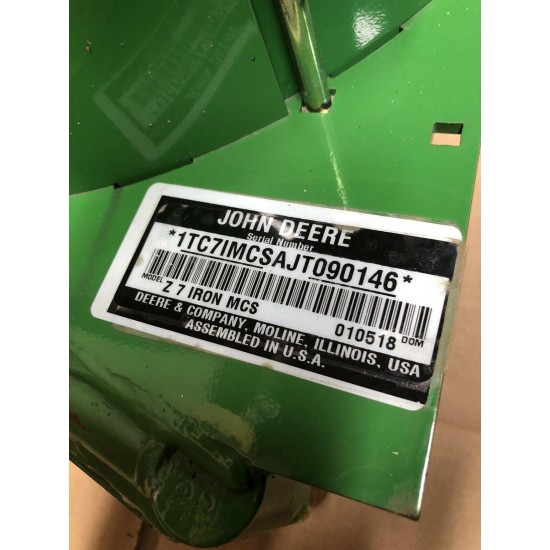 JOHN DEERE
Serial Number
*1TC7IMCSAJT090146*
MODEL Z 7 IRON MCS 010518 DOM
DEERE & COMPANY, MOLINE, ILLINOIS, USA
ASSEMBLED IN U.S.A.